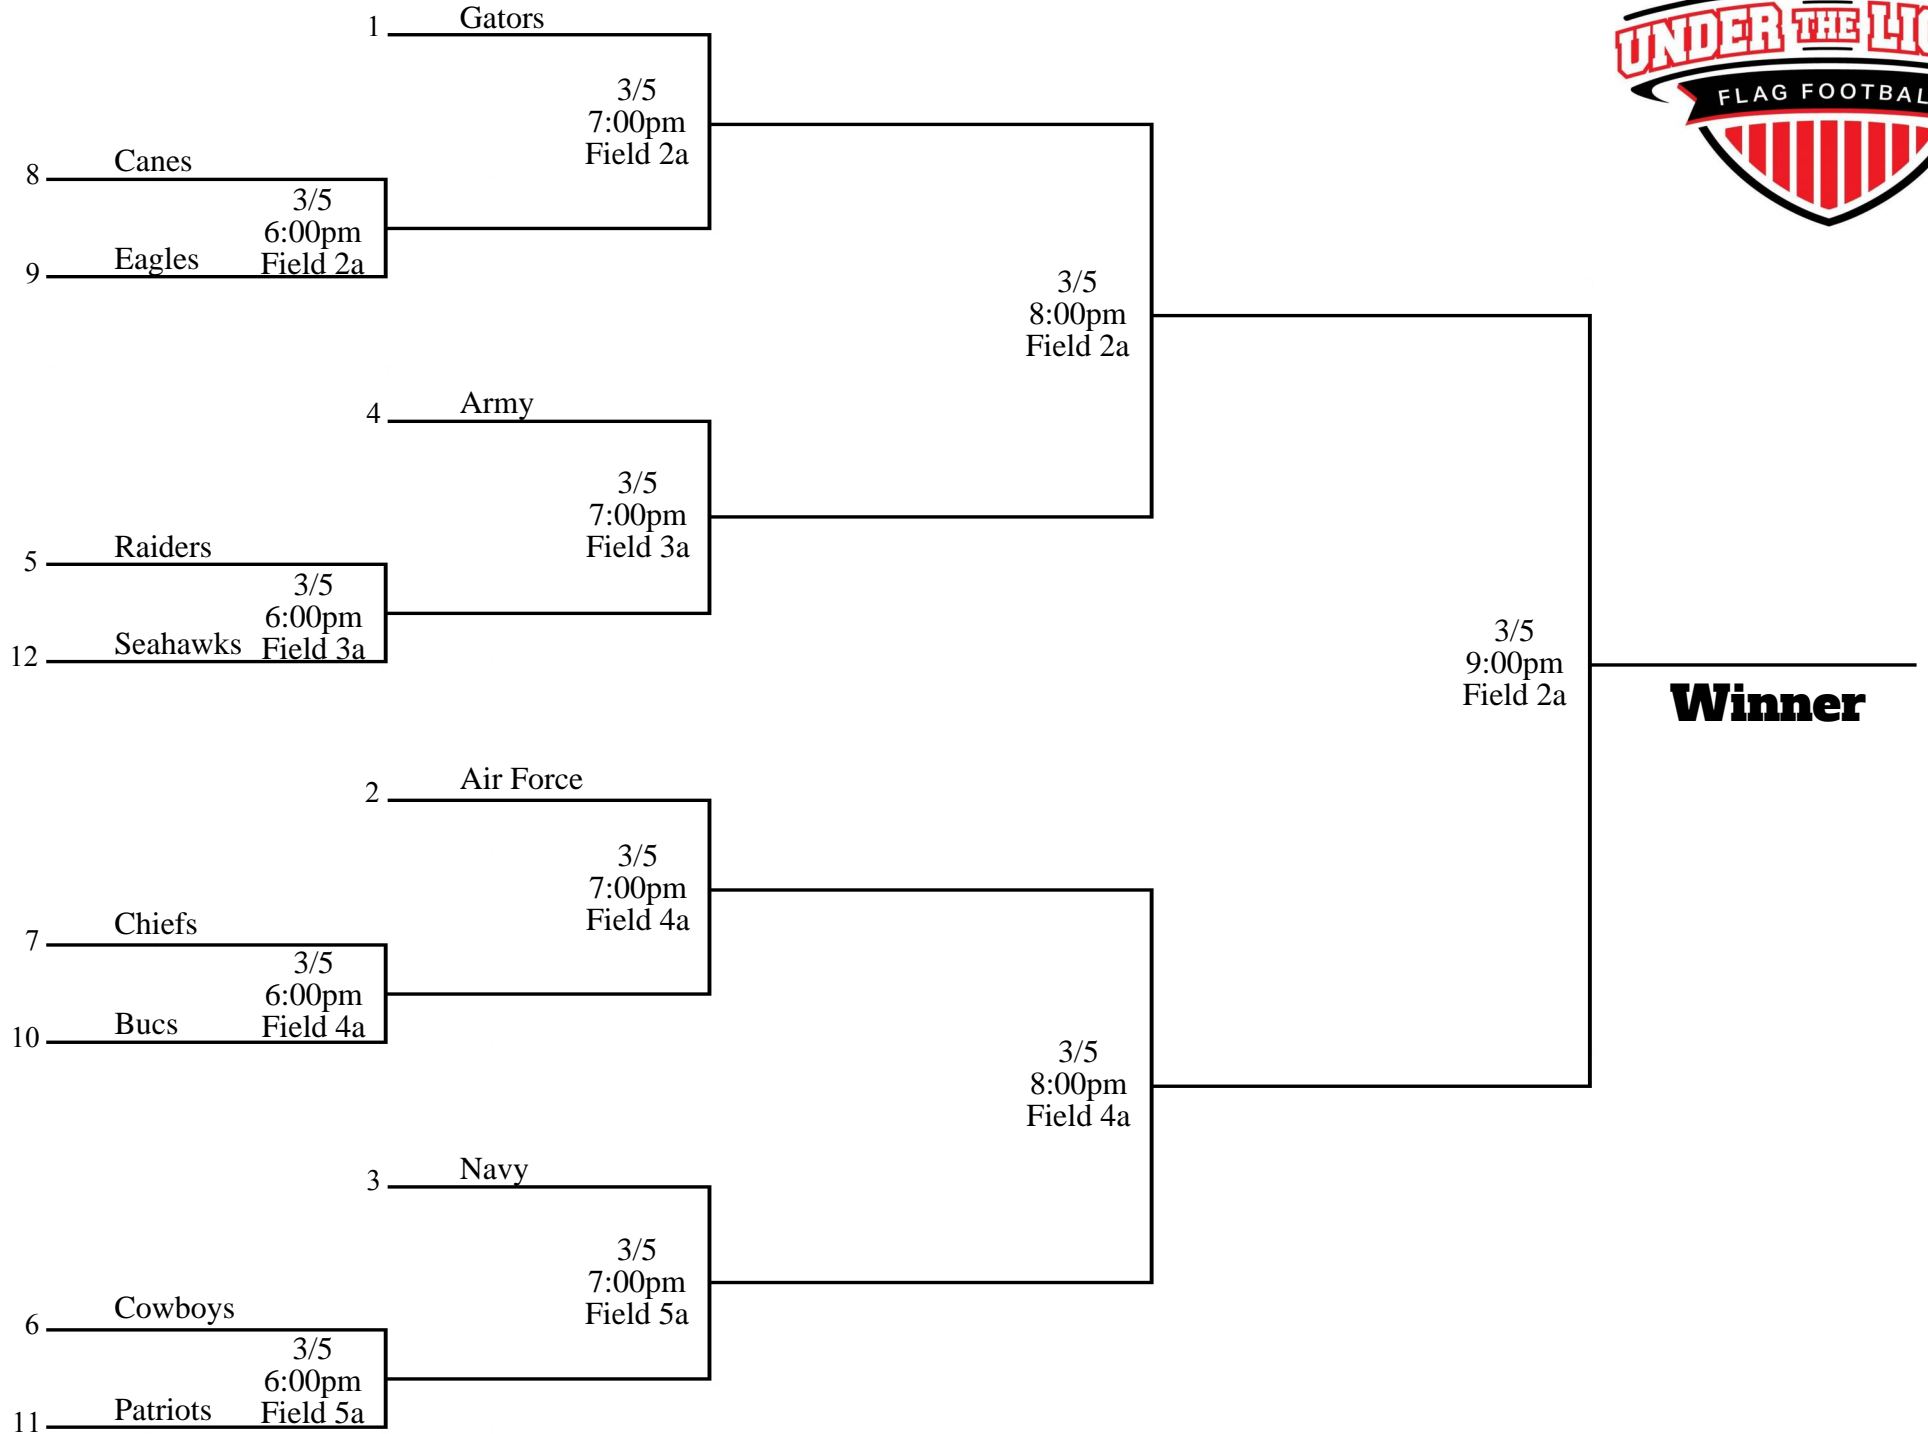 1 Gators
3/5
7:00pm
Field 2a
8 Canes
3/5
6:00pm
9 Eagles Field 2a
3/5
8:00pm
Field 2a
4 Army
3/5
7:00pm
Field 3a
5 Raiders
3/5
6:00pm
12 Seahawks Field 3a
3/5
9:00pm
Field 2a
Winner
2 Air Force
3/5
7:00pm
Field 4a
7 Chiefs
3/5
6:00pm
10 Bucs Field 4a
3/5
8:00pm
Field 4a
3 Navy
3/5
7:00pm
Field 5a
6 Cowboys
3/5
6:00pm
11 Patriots Field 5a
UNDER THE
FLAG